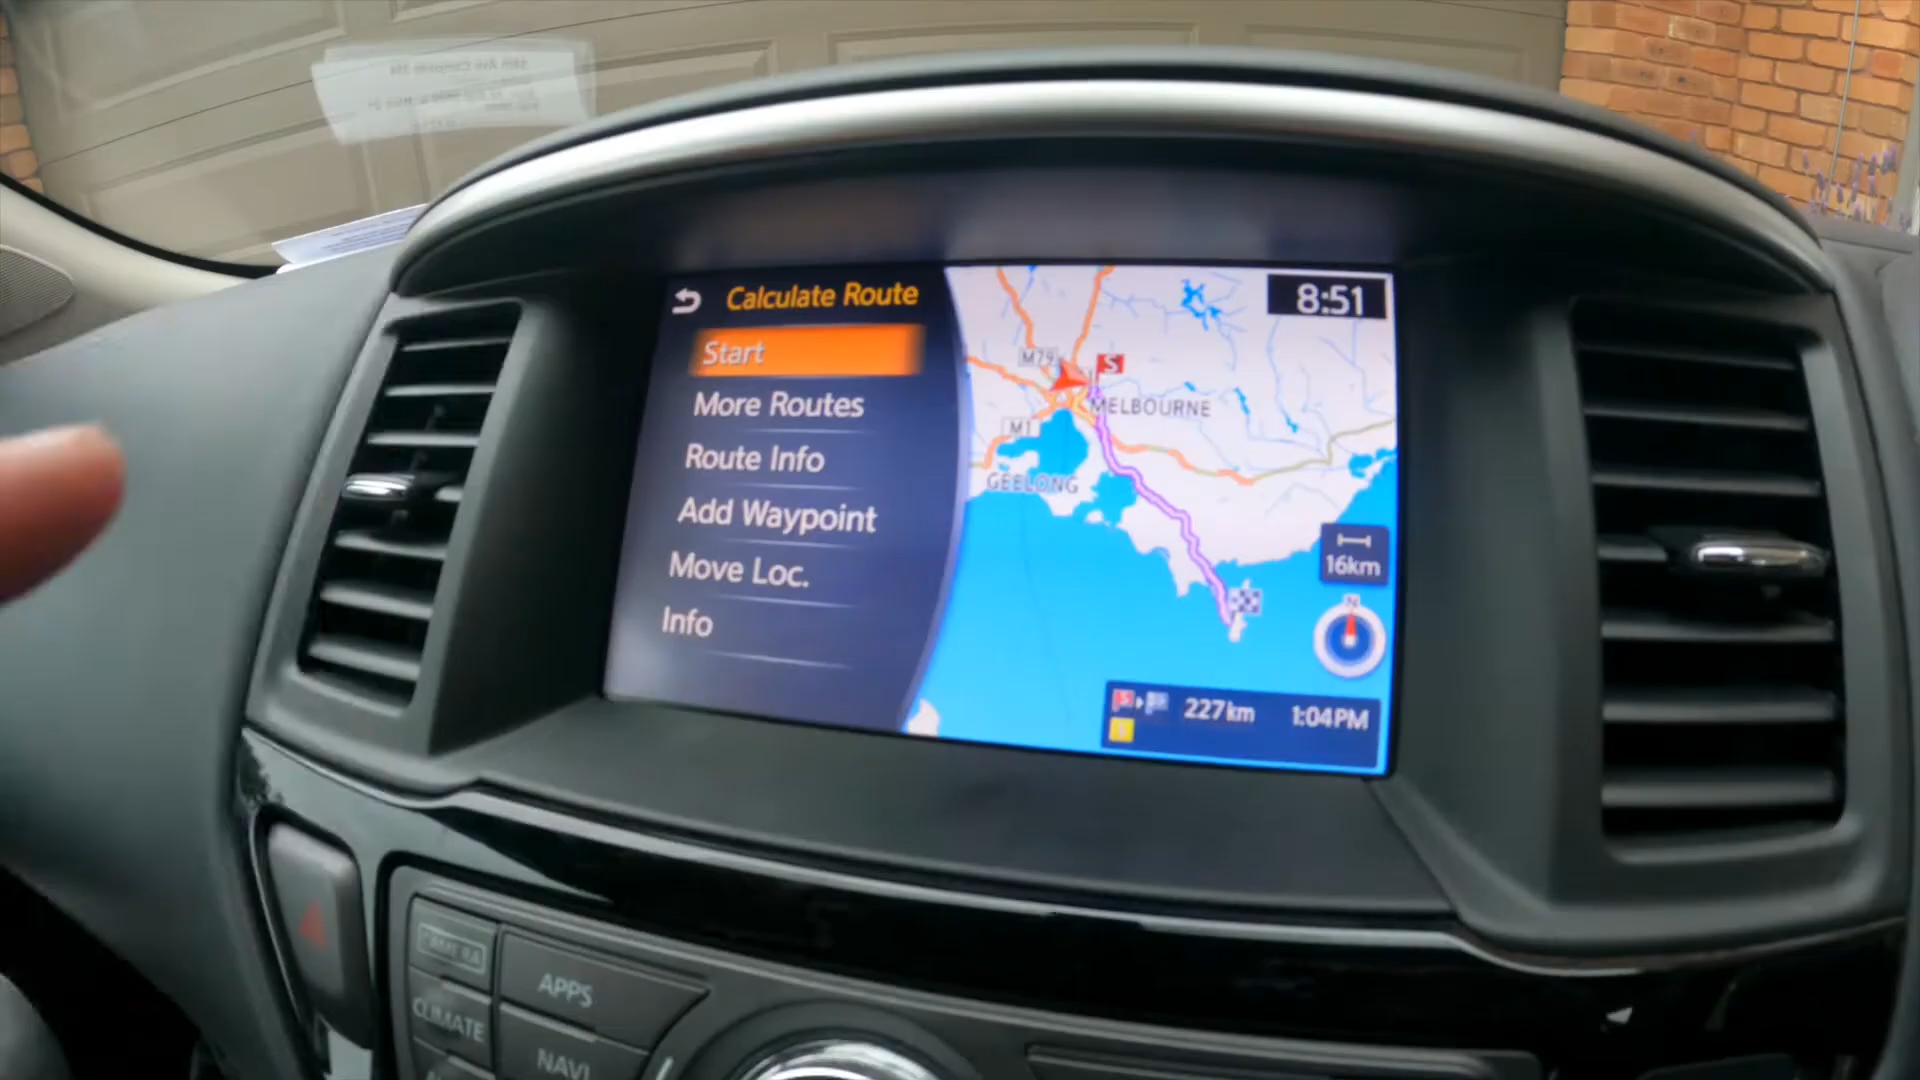 Calculate Route
8:51
Start
More Routes
Route Info
Add Waypoint
Move Loc.
Info
M79
S
MELBOURNE
M1
GEELONG
16km
N
227km 1:04PM
CAMERA
APPS
CLIMATE
NAVI